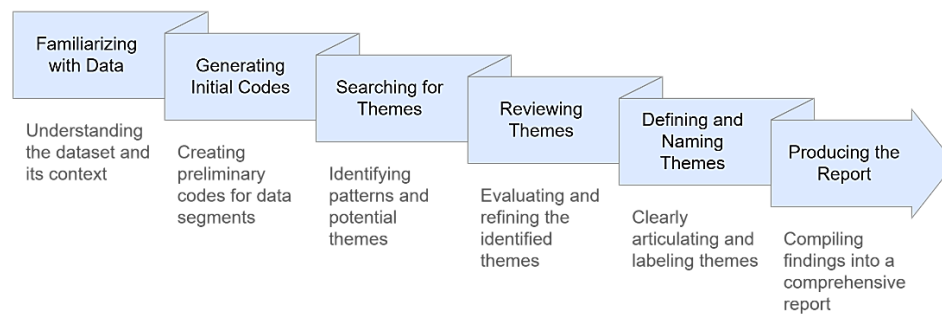 Familiarizing
with Data
Understanding
the dataset and
its context
Generating
Initial Codes
Creating
preliminary
codes for data
segments
Searching for
Themes
Identifying
patterns and
potential
themes
Reviewing
Themes
Evaluating and
refining the
identified
themes
Defining and
Naming
Themes
Clearly
articulating and
labeling themes
Producing the
Report
Compiling
findings into a
comprehensive
report